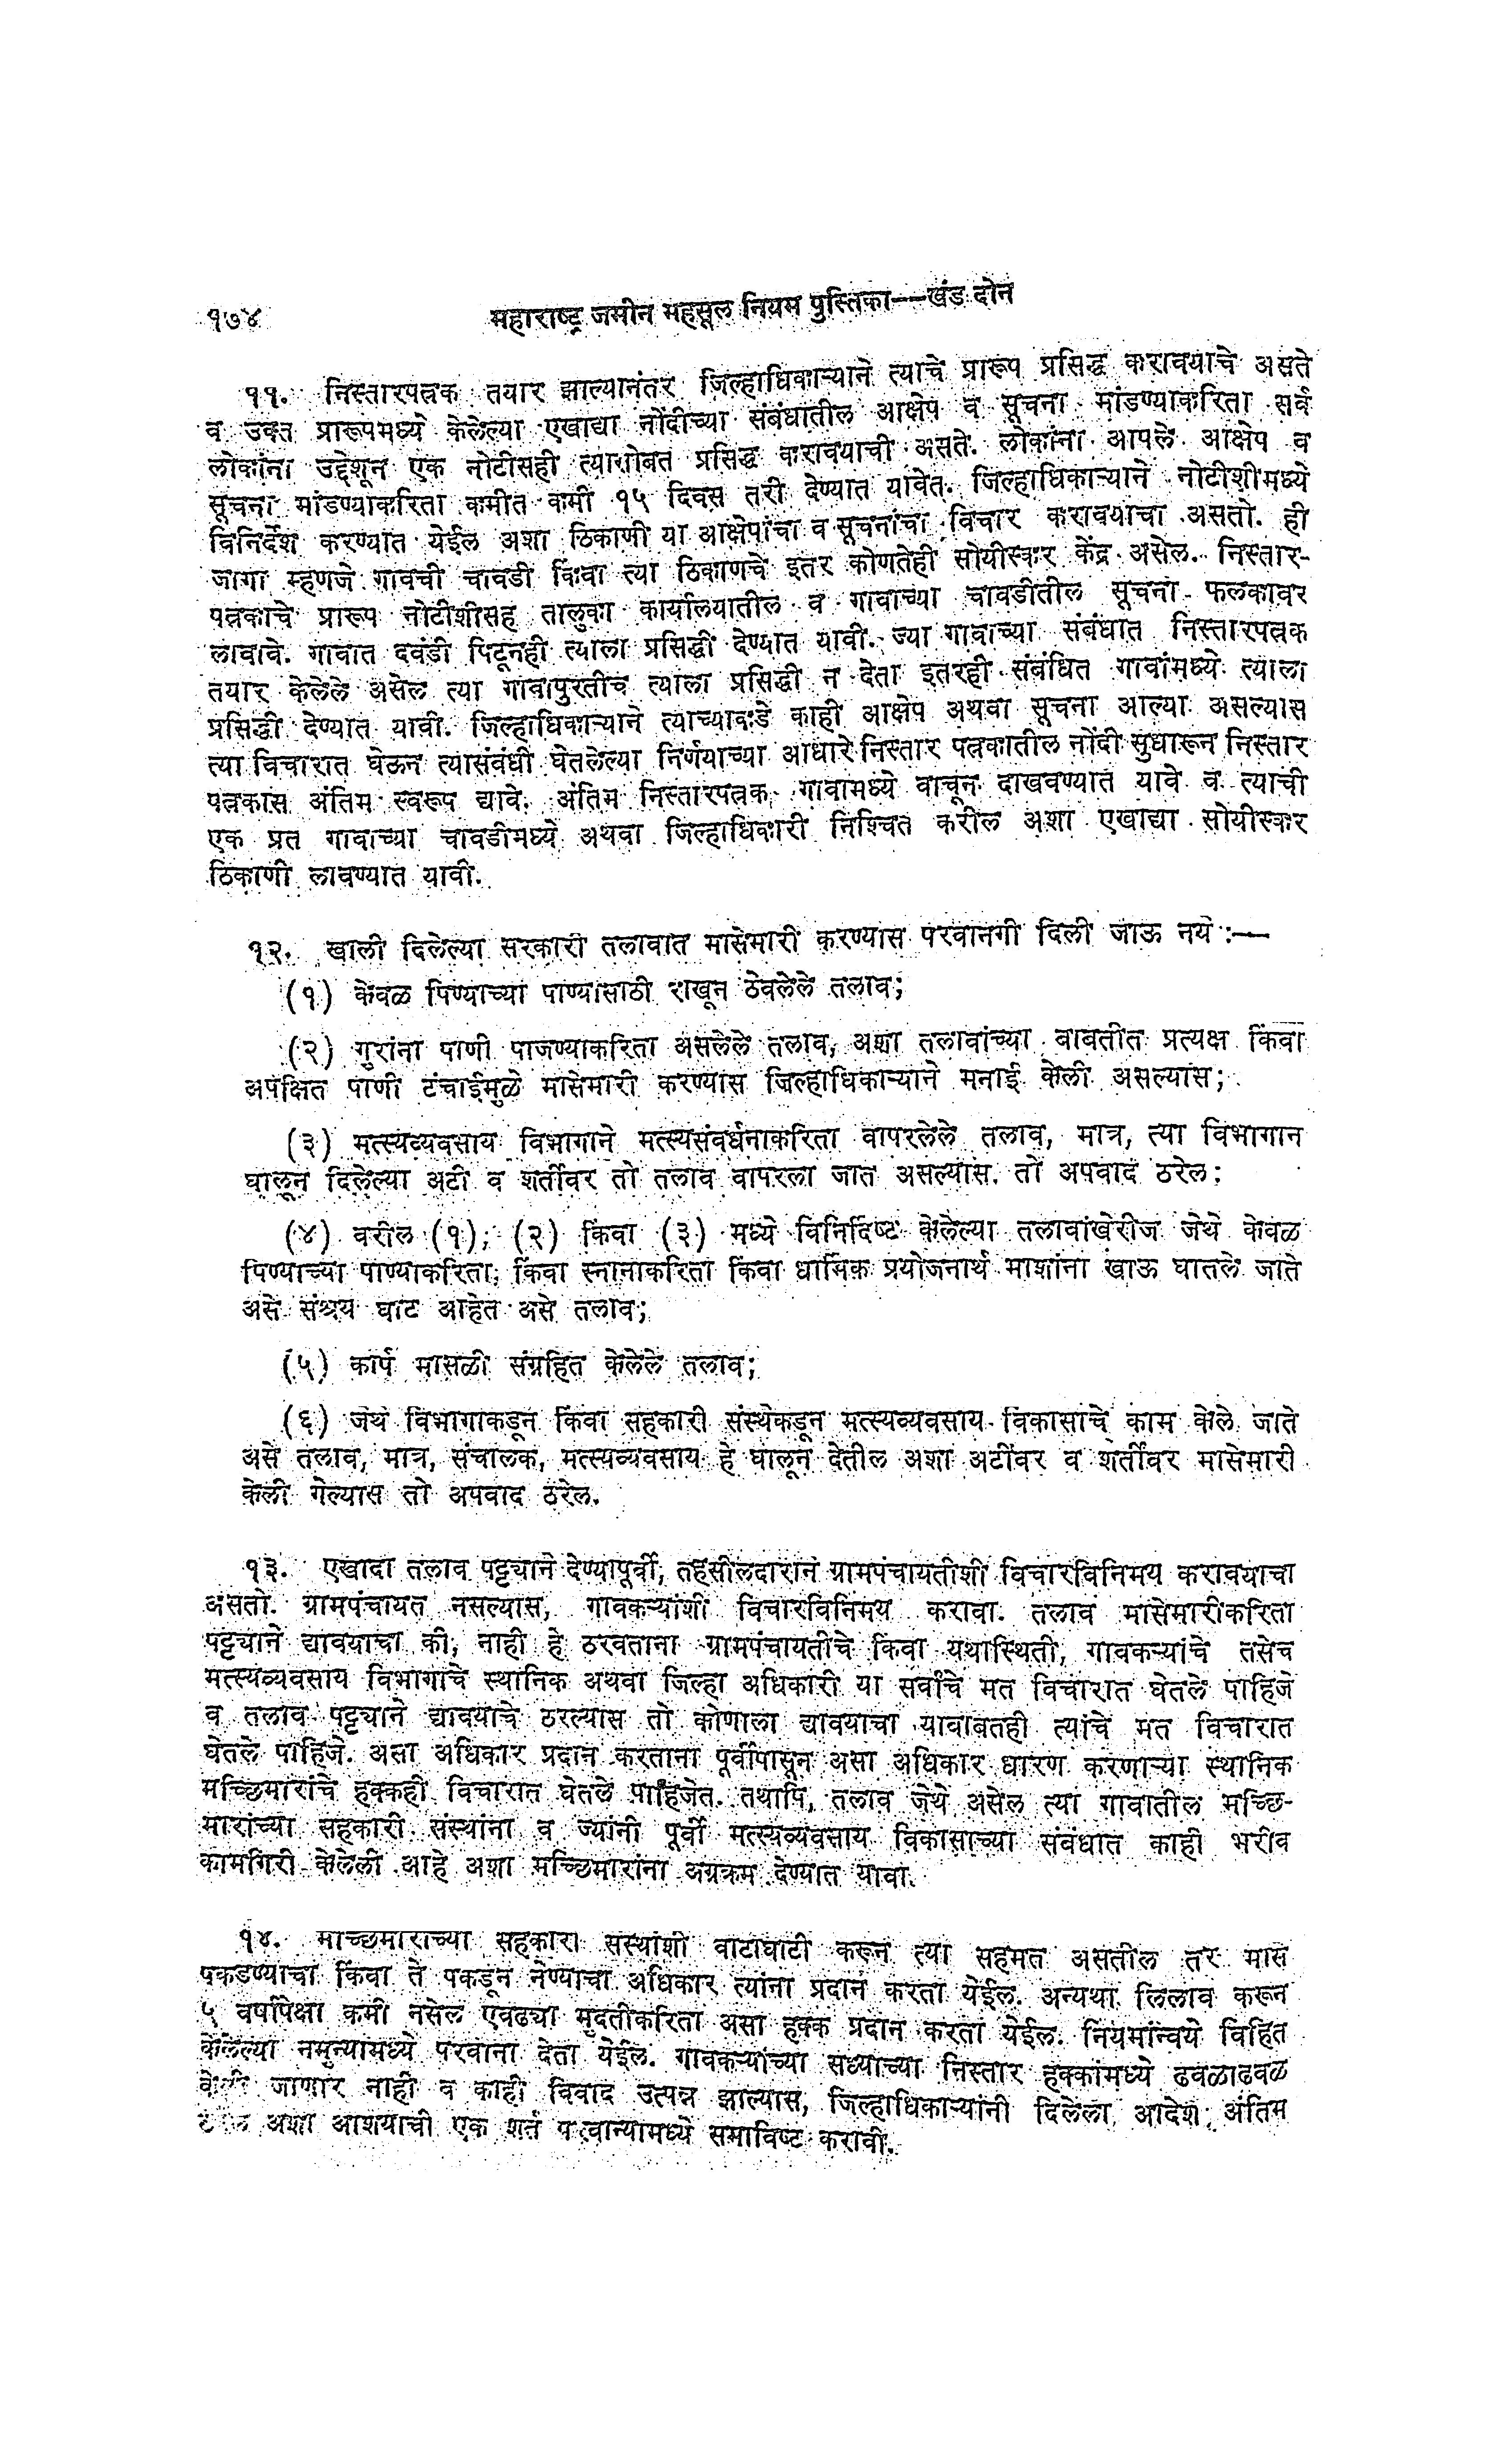 १७४ महाराष्ट्र जमीन महसूल नियम पुस्तिका--खंड दोन
११. निस्तारपत्रक तयार झाल्यानंतर जिल्हाधिकाऱ्याने त्याचे प्रारूप प्रसिद्ध करावयाचे असते
व उक्त प्रारूपमध्ये केलेल्या एखाद्या नोंदीच्या संबंधातील आक्षेप व सूचना मांडण्याकरिता सर्व
लोकांना उद्देशून एक नोटीसही त्यासोबत प्रसिद्ध करावयाची असते. लोकांना आपले आक्षेप व
सूचना मांडण्याकरिता कमीत कमी १५ दिवस तरी देण्यात यावेत. जिल्हाधिकाऱ्याने नोटीशीमध्ये
विनिर्देश करण्यात येईल अशा ठिकाणी या आक्षेपांचा व सूचनांचा विचार करावयाचा असतो. ही
जागा म्हणजे गावची चावडी किंवा त्या ठिकाणचे इतर कोणतेही सोयीस्कर केंद्र असेल. निस्तार-
पत्रकाचे प्रारूप नोटीशीसह तालुका कार्यालयातील व गावाच्या चावडीतील सूचना फलकावर
लावावे. गावात दवंडी पिटूनही त्याला प्रसिद्धी देण्यात यावी. ज्या गावाच्या संबंधात निस्तारपत्रक
तयार केलेले असेल त्या गावापुरतीच त्याला प्रसिद्धी न देता इतरही संबंधित गावांमध्ये त्याला
प्रसिद्धी देण्यात यावी. जिल्हाधिकाऱ्याने त्याच्याकडे काही आक्षेप अथवा सूचना आल्या असल्यास
त्या विचारात घेऊन त्यासंबंधी घेतलेल्या निर्णयाच्या आधारे निस्तार पत्रकातील नोंदी सुधारून निस्तार
पत्रकास अंतिम स्वरूप द्यावे. अंतिम निस्तारपत्रक गावामध्ये वाचून दाखवण्यात यावे व त्याची
एक प्रत गावाच्या चावडीमध्ये अथवा जिल्हाधिकारी निश्चित करील अशा एखाद्या सोयीस्कर
ठिकाणी लावण्यात यावी.
१२. खाली दिलेल्या सरकारी तलावात मासेमारी करण्यास परवानगी दिली जाऊ नये :—
(१) केवळ पिण्याच्या पाण्यासाठी राखून ठेवलेले तलाव;
(२) गुरांना पाणी पाजण्याकरिता असलेले तलाव, अशा तलावांच्या बाबतीत प्रत्यक्ष किंवा
अपेक्षित पाणी टंचाईमुळे मासेमारी करण्यास जिल्हाधिकाऱ्याने मनाई केली असल्यास;
(३) मत्स्यव्यवसाय विभागाने मत्स्यसंवर्धनाकरिता वापरलेले तलाव, मात्र, त्या विभागाने
घालून दिलेल्या अटी व शर्तीवर तो तलाव वापरला जात असल्यास तो अपवाद ठरेल;
(४) वरील (१), (२) किंवा (३) मध्ये विनिर्दिष्ट केलेल्या तलावांखेरीज जेथे केवळ
पिण्याच्या पाण्याकरिता, किंवा स्नानाकरिता किंवा धार्मिक प्रयोजनार्थ माशांना खाऊ घातले जाते
असे संश्रय घाट आहेत असे तलाव;
(५) कार्प मासळी संग्रहित केलेले तलाव;
(६) जेथे विभागाकडून किंवा सहकारी संस्थेकडून मत्स्यव्यवसाय विकासाचे काम केले जाते
असे तलाव, मात्र, संचालक, मत्स्यव्यवसाय हे घालून देतील अशा अटींवर व शर्तींवर मासेमारी
केली गेल्यास तो अपवाद ठरेल.
१३. एखादा तलाव पट्ट्याने देण्यापूर्वी, तहसीलदाराने ग्रामपंचायतीशी विचारविनिमय करावयाचा
असतो. ग्रामपंचायत नसल्यास, गावकऱ्यांशी विचारविनिमय करावा. तलाव मासेमारीकरिता
पट्ट्याने द्यावयाचा की, नाही हे ठरवताना ग्रामपंचायतीचे किंवा यथास्थिती, गावकऱ्यांचे तसेच
मत्स्यव्यवसाय विभागाचे स्थानिक अथवा जिल्हा अधिकारी या सर्वांचे मत विचारात घेतले पाहिजे
व तलाव पट्ट्याने द्यावयाचे ठरल्यास तो कोणाला द्यावयाचा याबाबतही त्यांचे मत विचारात
घेतले पाहिजे. असा अधिकार प्रदान करताना पूर्वीपासून असा अधिकार धारण करणाऱ्या स्थानिक
मच्छिमारांचे हक्कही विचारात घेतले पाहिजेत. तथापि, तलाव जेथे असेल त्या गावातील मच्छि-
मारांच्या सहकारी संस्थांना व ज्यांनी पूर्वी मत्स्यव्यवसाय विकासाच्या संबंधात काही भरीव
कामगिरी केलेली आहे अशा मच्छिमारांना अग्रक्रम देण्यात यावा.
१४. मच्छिमारांच्या सहकारी संस्थांशी वाटाघाटी करून त्या सहमत असतील तर मासे
पकडण्याचा किंवा ते पकडून नेण्याचा अधिकार त्यांना प्रदान करता येईल. अन्यथा लिलाव करून
५ वर्षापेक्षा कमी नसेल एवढ्या मुदतीकरिता असा हक्क प्रदान करता येईल. नियमांन्वये विहित
केलेल्या नमुन्यामध्ये परवाना देता येईल. गावकऱ्यांच्या सध्याच्या निस्तार हक्कांमध्ये ढवळाढवळ
केली जाणार नाही व काही विवाद उत्पन्न झाल्यास, जिल्हाधिकाऱ्यांनी दिलेला आदेश अंतिम
अशा आशयाची एक शर्त परवान्यामध्ये समाविष्ट करावी.